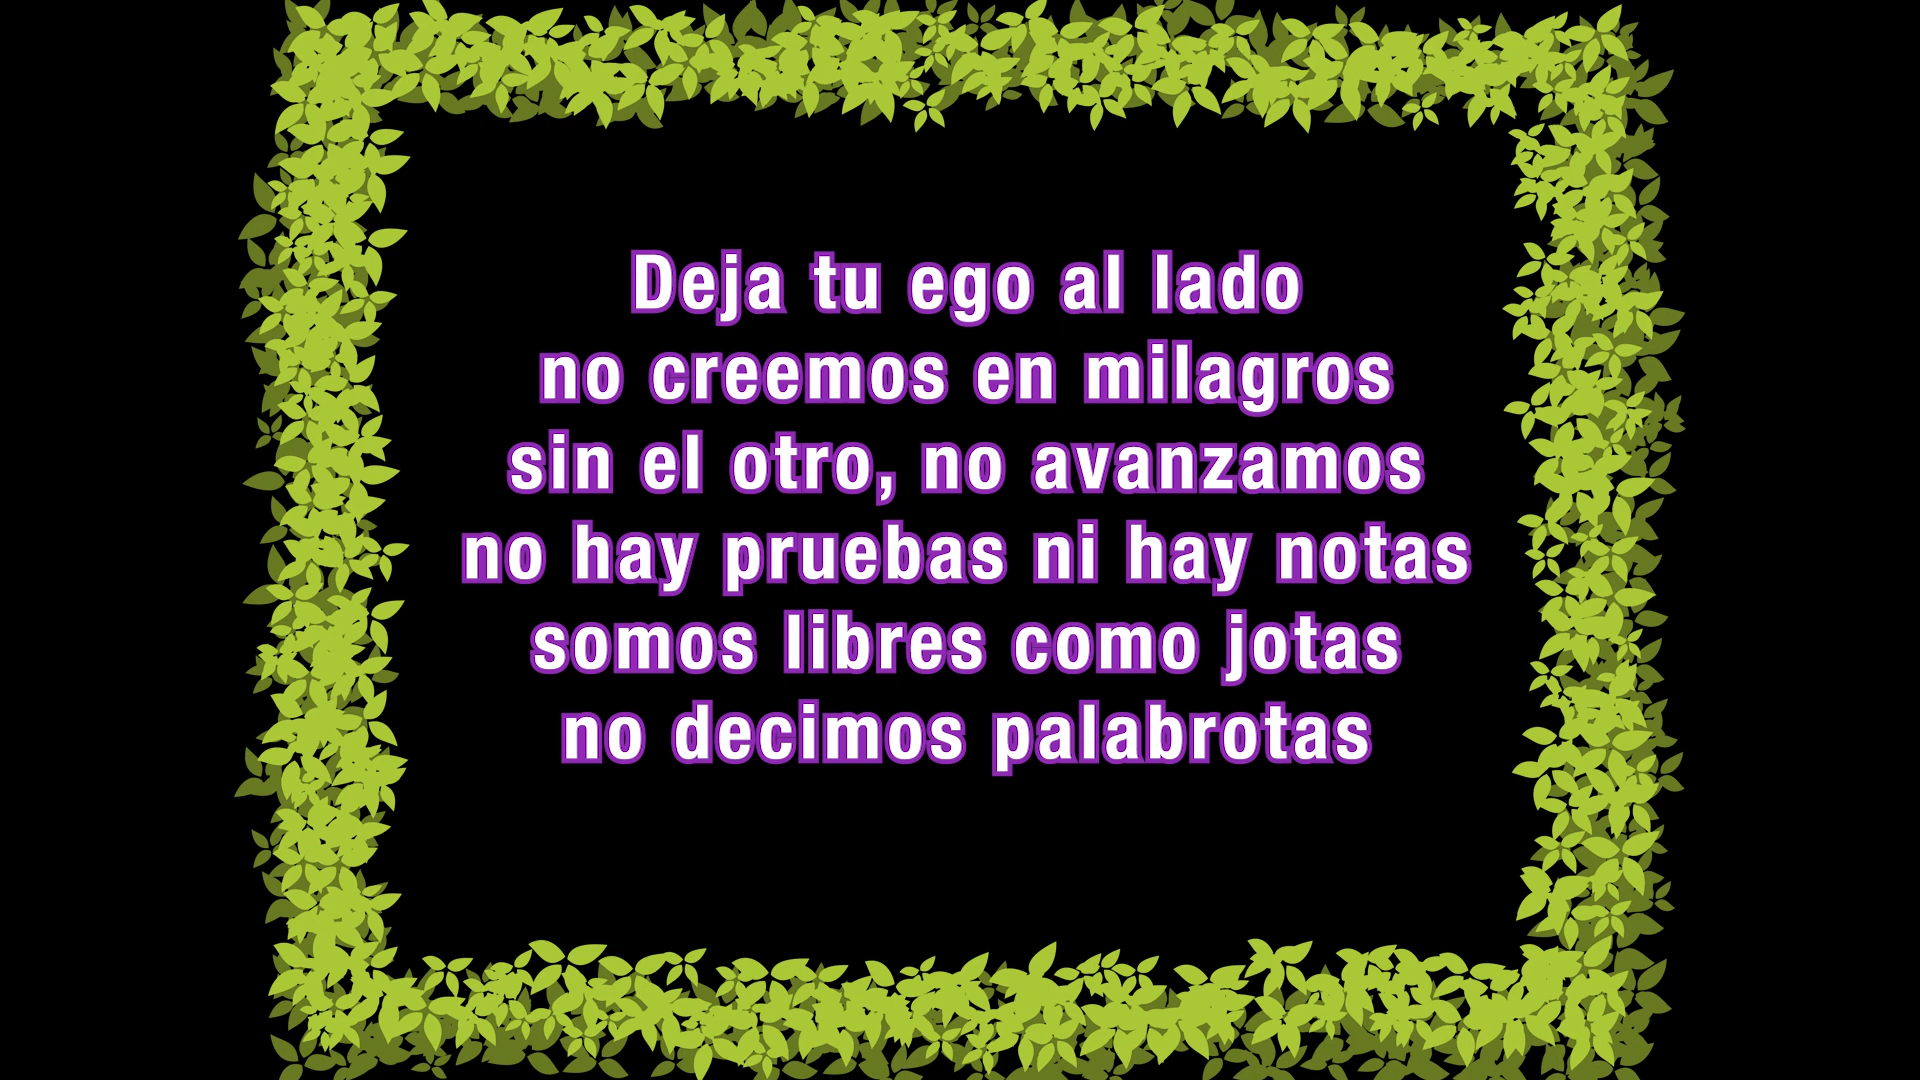 Deja tu ego al lado
no creemos en milagros
sin el otro, no avanzamos
no hay pruebas ni hay notas
somos libres como jotas
no decimos palabrotas